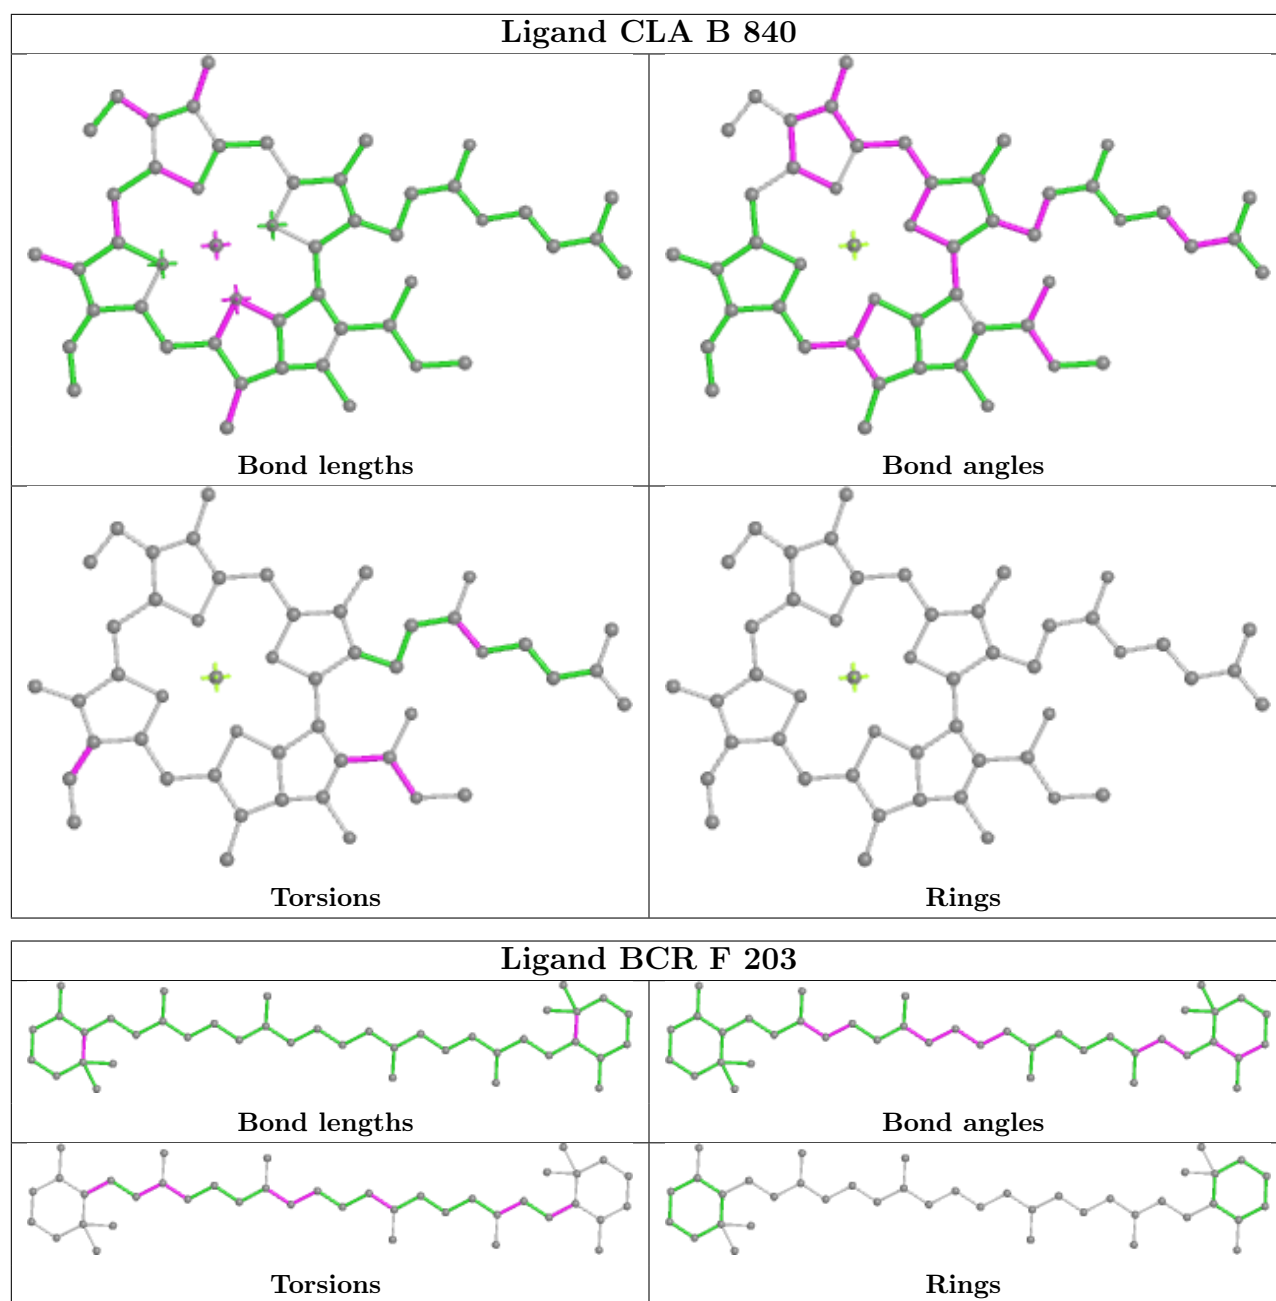 Ligand CLA B 840
Bond lengths
Bond angles
Torsions
Rings
Ligand BCR F 203
Bond lengths
Bond angles
Torsions
Rings